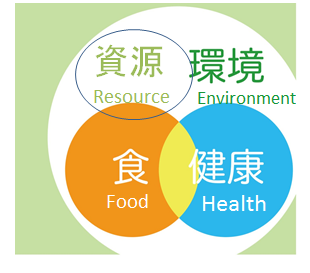 資源 環境
Resource Environment
食 健康
Food Health